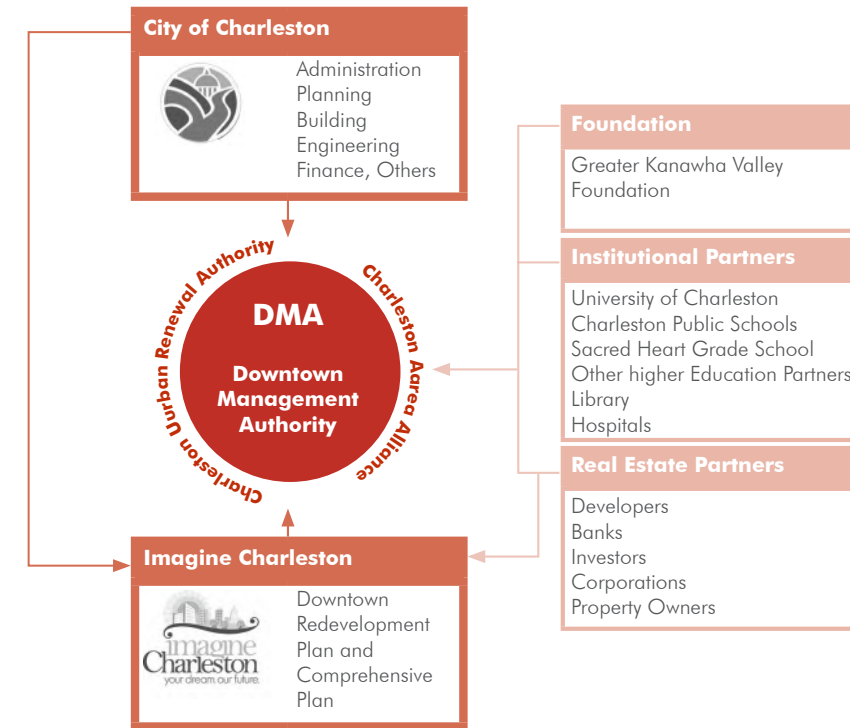 City of Charleston
Administration
Planning
Building
Engineering
Finance, Others
Foundation
Greater Kanawha Valley
Foundation
Institutional Partners
University of Charleston
Charleston Public Schools
Sacred Heart Grade School
Other higher Education Partners
Library
Hospitals
Real Estate Partners
Developers
Banks
Investors
Corporations
Property Owners
Charleston Uurban Renewal Authority
Charleston Aarea Alliance
DMA
Downtown
Management
Authority
Imagine Charleston
imagine
Charleston
your dream. our future.
Downtown
Redevelopment
Plan and
Comprehensive
Plan